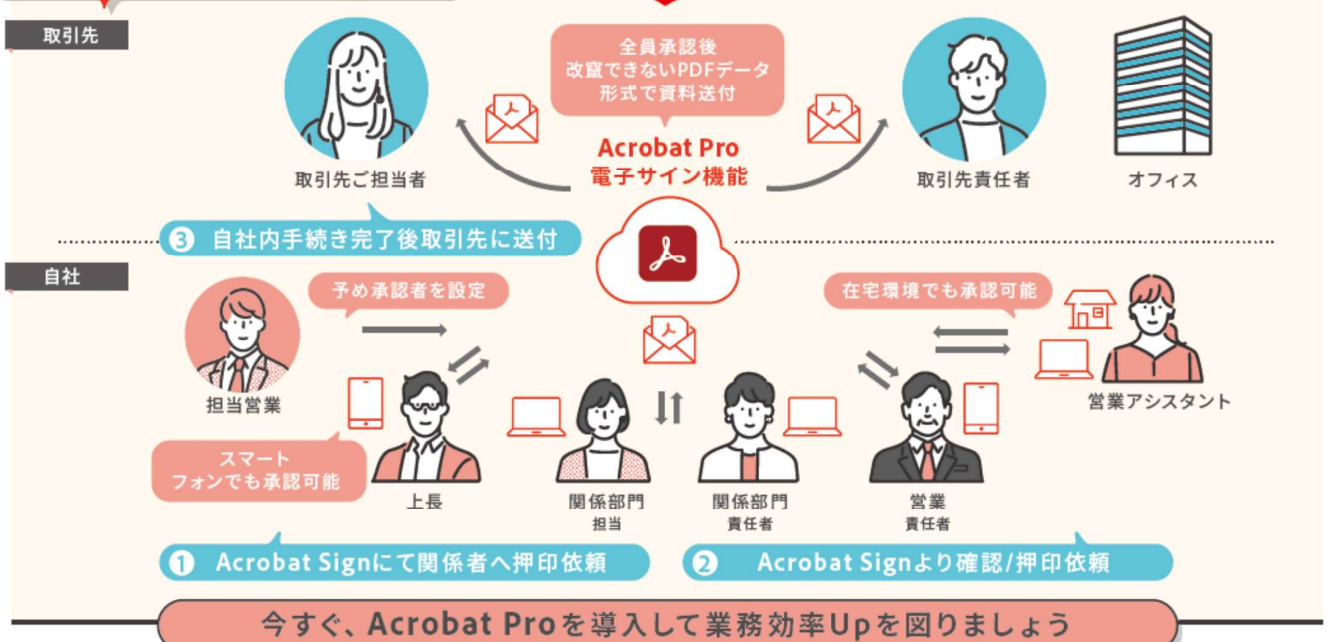 取引先
全員承認後
改竄できないPDFデータ
形式で資料送付
Acrobat Pro
電子サイン機能
取引先ご担当者
取引先責任者
オフィス
③ 自社内手続き完了後取引先に送付
自社
予め承認者を設定
在宅環境でも承認可能
担当営業
営業アシスタント
スマート
フォンでも承認可能
上長
関係部門
担当
関係部門
責任者
営業
責任者
① Acrobat Signにて関係者へ押印依頼
② Acrobat Signより確認/押印依頼
今すぐ、Acrobat Proを導入して業務効率Upを図りましょう